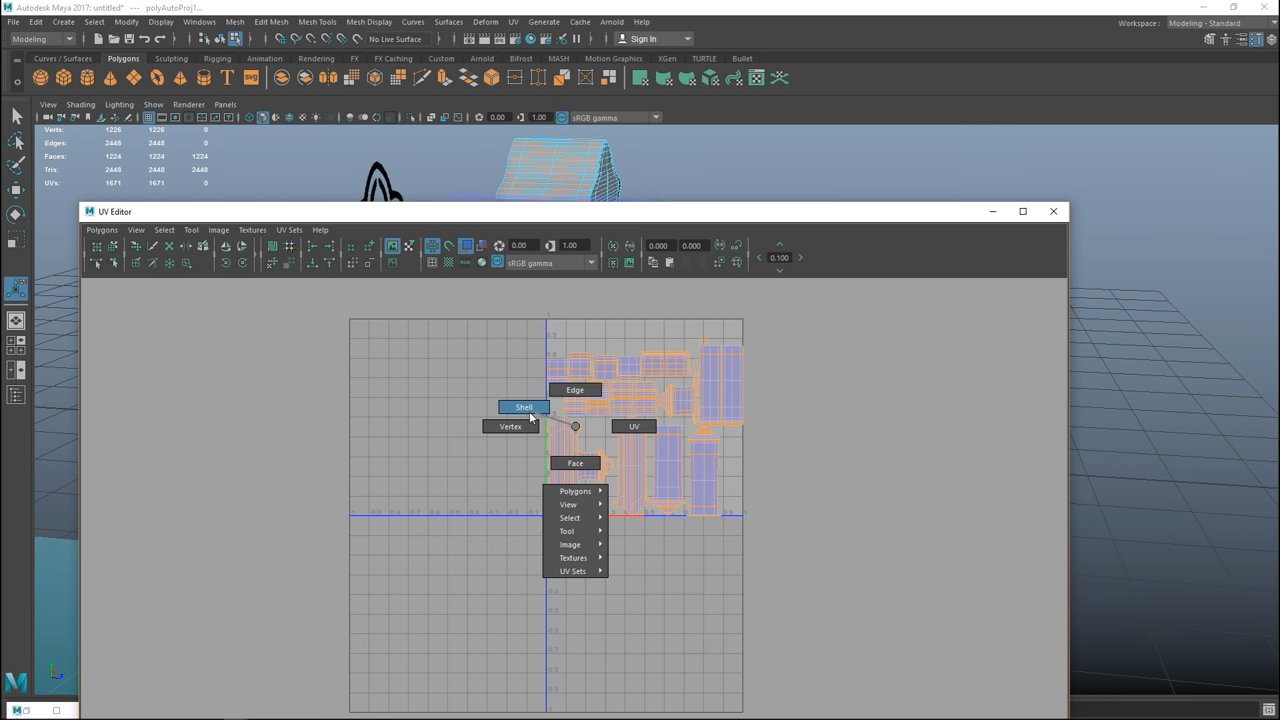 Autodesk Maya 2017: untitled* --- polyAutoProj1...
File Edit Create Select Modify Display Windows Mesh Edit Mesh Mesh Tools Mesh Display Curves Surfaces Deform UV Generate Cache Arnold Help
Workspace : Modeling - Standard
Modeling No Live Surface Sign In
Curves / Surfaces Polygons Sculpting Rigging Animation Rendering FX FX Caching Custom Arnold Bifrost MASH Motion Graphics XGen TURTLE Bullet
View Shading Lighting Show Renderer Panels
0.00 1.00 sRGB gamma
Verts: 1226 1226 0
Edges: 2448 2448 0
Faces: 1224 1224 1224
Tris: 2448 2448 2448
UVs: 1671 1671 0
UV Editor
Polygons View Select Tool Image Textures UV Sets Help
0.00 1.00 0.000 0.000
sRGB gamma 0.100
Edge
Shell
Vertex UV
Face
Polygons
View
Select
Tool
Image
Textures
UV Sets